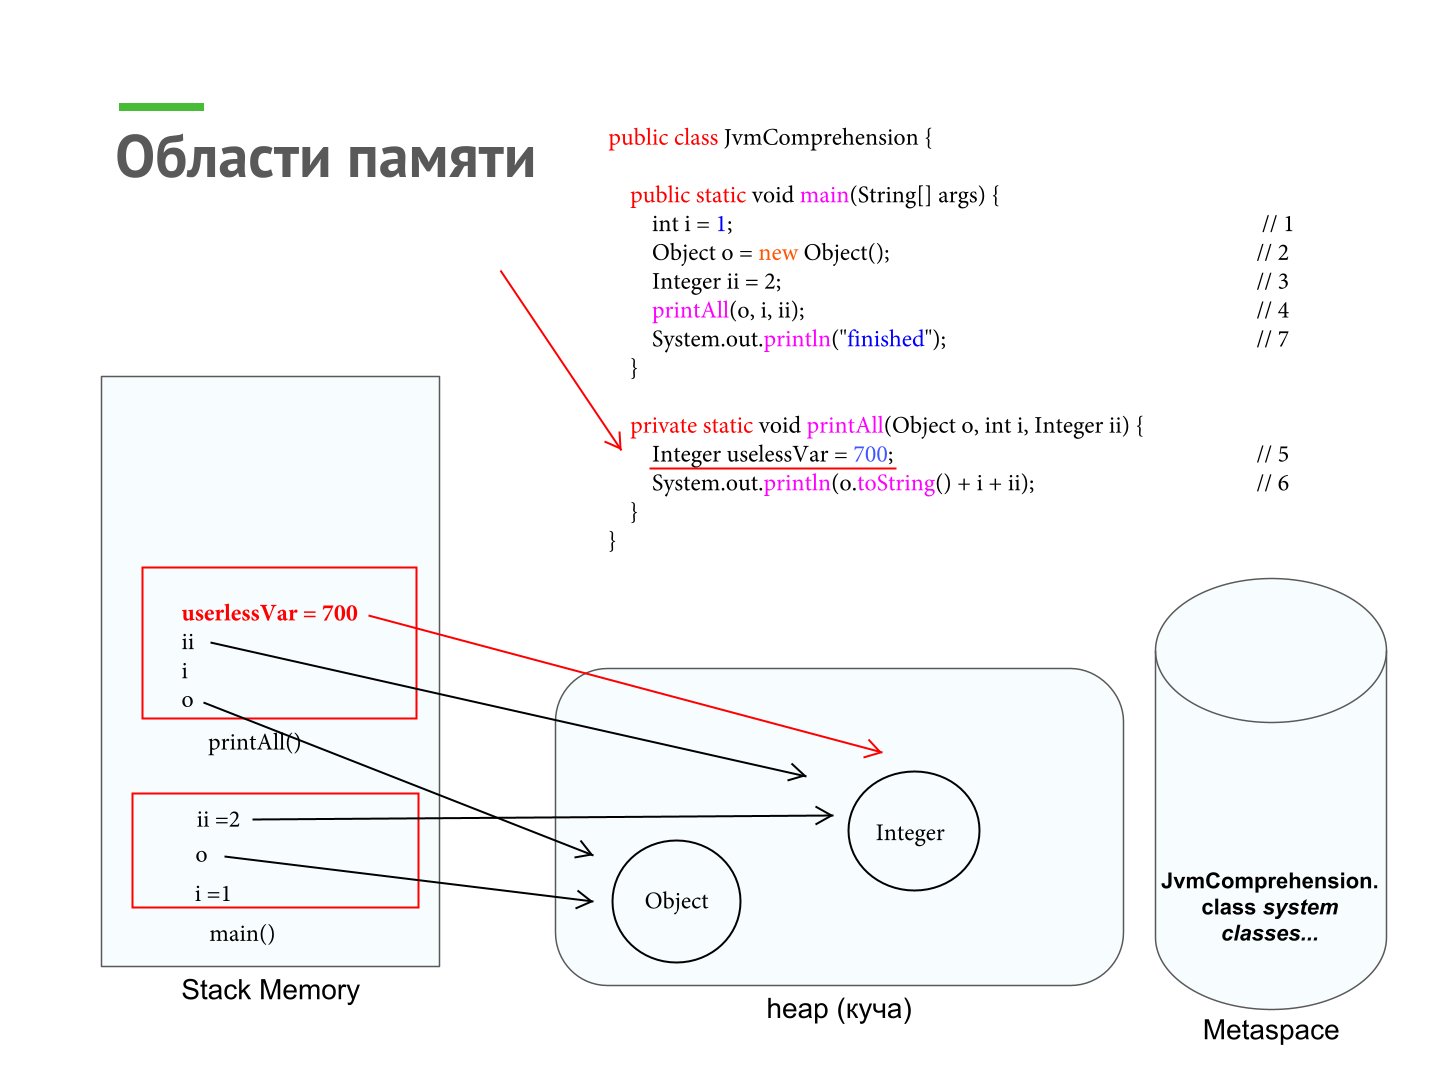 Области памяти
public class JvmComprehension {
public static void main(String[] args) {
int i = 1; // 1
Object o = new Object(); // 2
Integer ii = 2; // 3
printAll(o, i, ii); // 4
System.out.println("finished"); // 7
}
private static void printAll(Object o, int i, Integer ii) {
Integer uselessVar = 700; // 5
System.out.println(o.toString() + i + ii); // 6
}
}
userlessVar = 700
ii
i
o
printAll()
ii =2
o
i =1
main()
Stack Memory
Integer
Object
heap (куча)
JvmComprehension.
class system
classes...
Metaspace